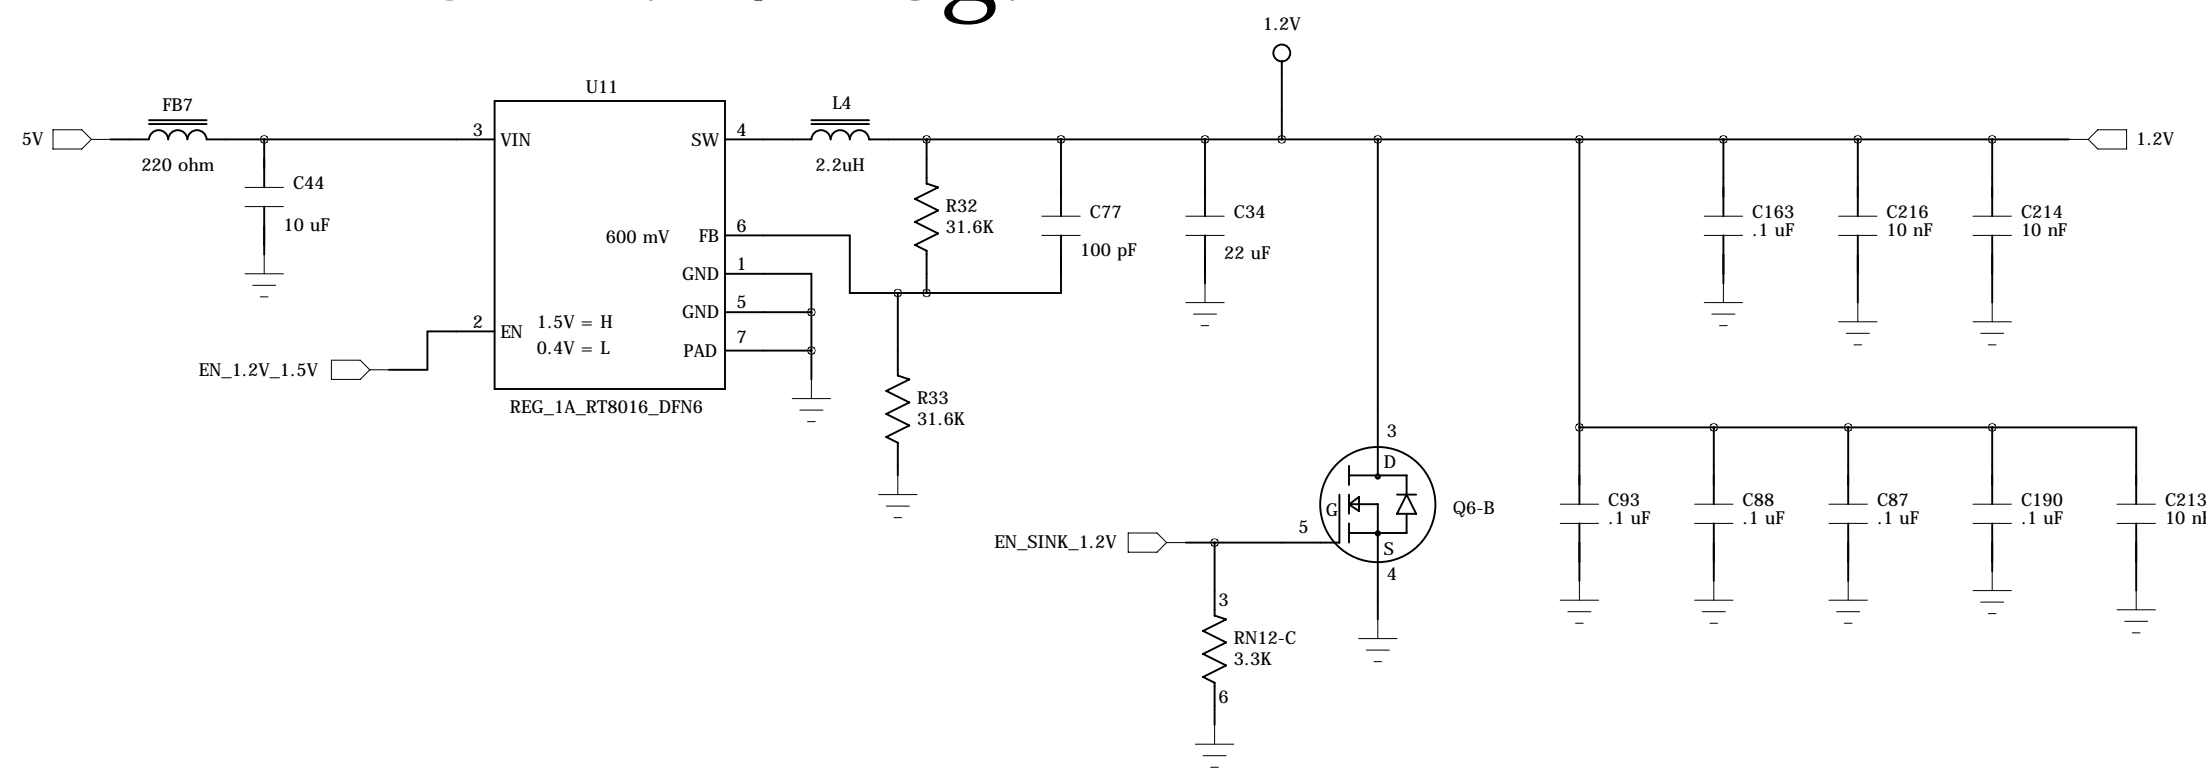 1.2V
U11
FB7
L4
5V
3
VIN
SW
4
1.2V
220 ohm
2.2uH
C44
10 uF
R32
31.6K
C77
100 pF
C34
22 uF
C163
.1 uF
C216
10 nF
C214
10 nF
600 mV
FB
6
GND
1
GND
5
2
EN
1.5V = H
0.4V = L
PAD
7
EN_1.2V_1.5V
REG_1A_RT8016_DFN6
R33
31.6K
3
D
G
S
5
4
Q6-B
EN_SINK_1.2V
C93
.1 uF
C88
.1 uF
C87
.1 uF
C190
.1 uF
C213
3
RN12-C
3.3K
6